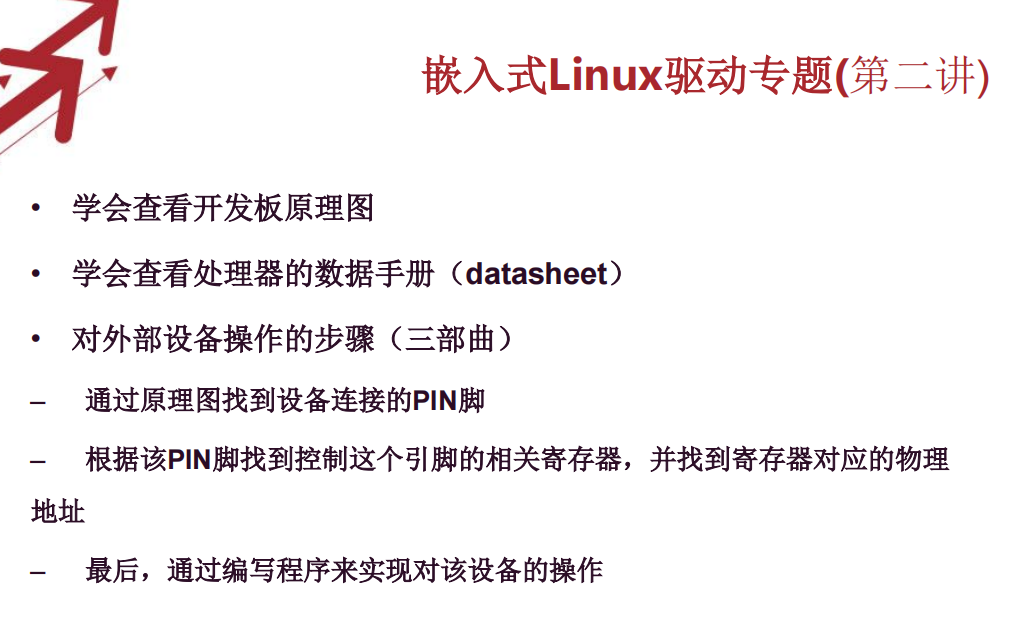 嵌入式Linux驱动专题(第二讲)
• 学会查看开发板原理图
• 学会查看处理器的数据手册（datasheet）
• 对外部设备操作的步骤（三部曲）
– 通过原理图找到设备连接的PIN脚
– 根据该PIN脚找到控制这个引脚的相关寄存器，并找到寄存器对应的物理
地址
– 最后，通过编写程序来实现对该设备的操作